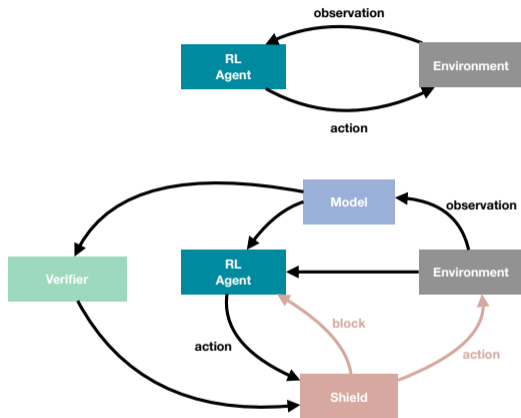 observation
RL
Agent
Environment
action
Model
observation
Verifier
RL
Agent
Environment
block
action
action
Shield